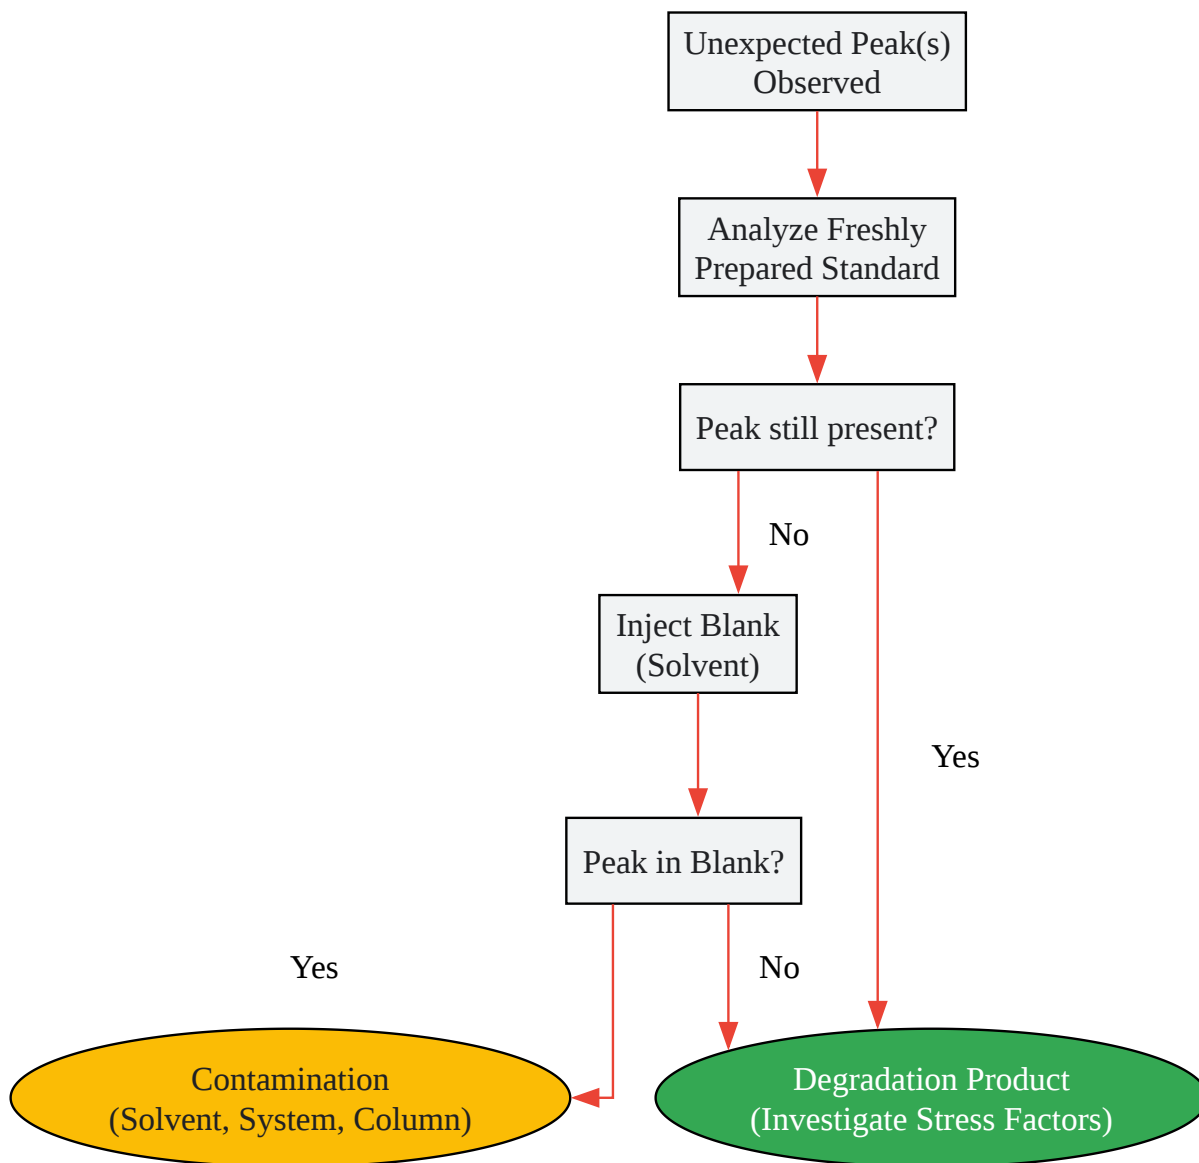 Unexpected Peak(s)
Observed
Analyze Freshly
Prepared Standard
Peak still present?
No
Inject Blank
(Solvent)
Yes
Peak in Blank?
Yes
No
Contamination
(Solvent, System, Column)
Degradation Product
(Investigate Stress Factors)